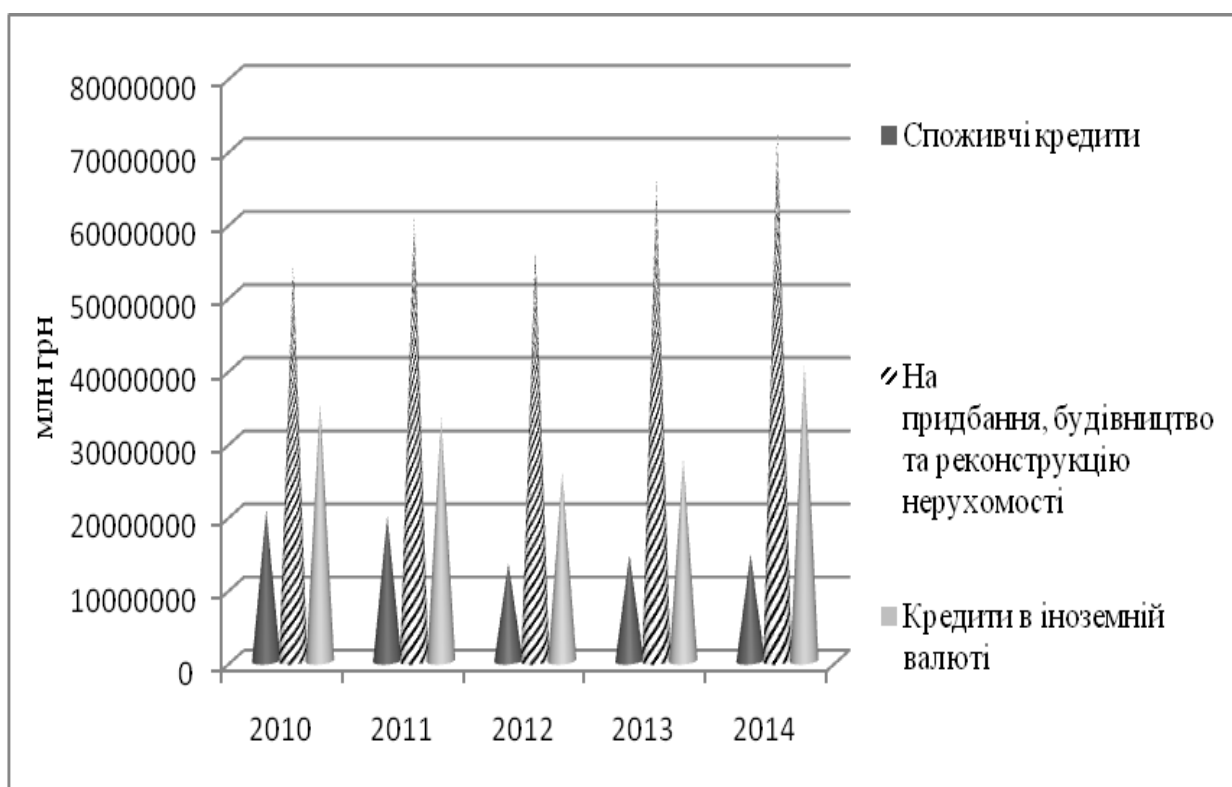 80000000
70000000
60000000
50000000
40000000
30000000
20000000
10000000
0
млн грн
2010
2011
2012
2013
2014
Споживчі кредити
На
придбання, будівництво
та реконструкцію
нерухомості
Кредити в іноземній
валюті